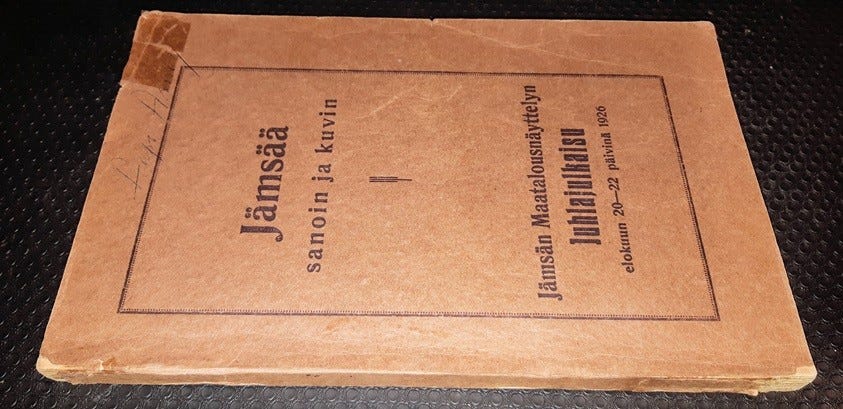 Jämsää
sanoin ja kuvin
Jämsän Maatalousnäyttelyn
Juhlajulkaisu
elokuun 20—22 päivinä 1926